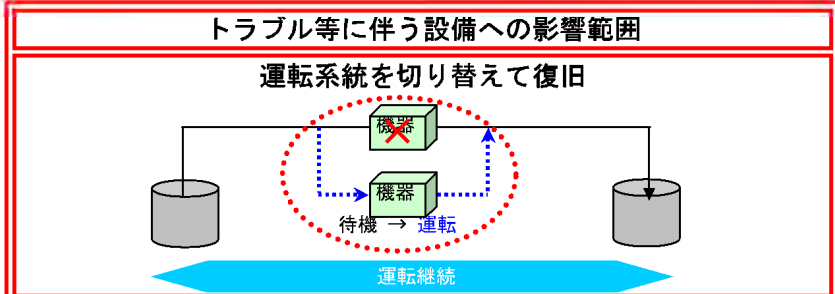 トラブル等に伴う設備への影響範囲
運転系統を切り替えて復旧
機器
機器
待機 → 運転
運転継続